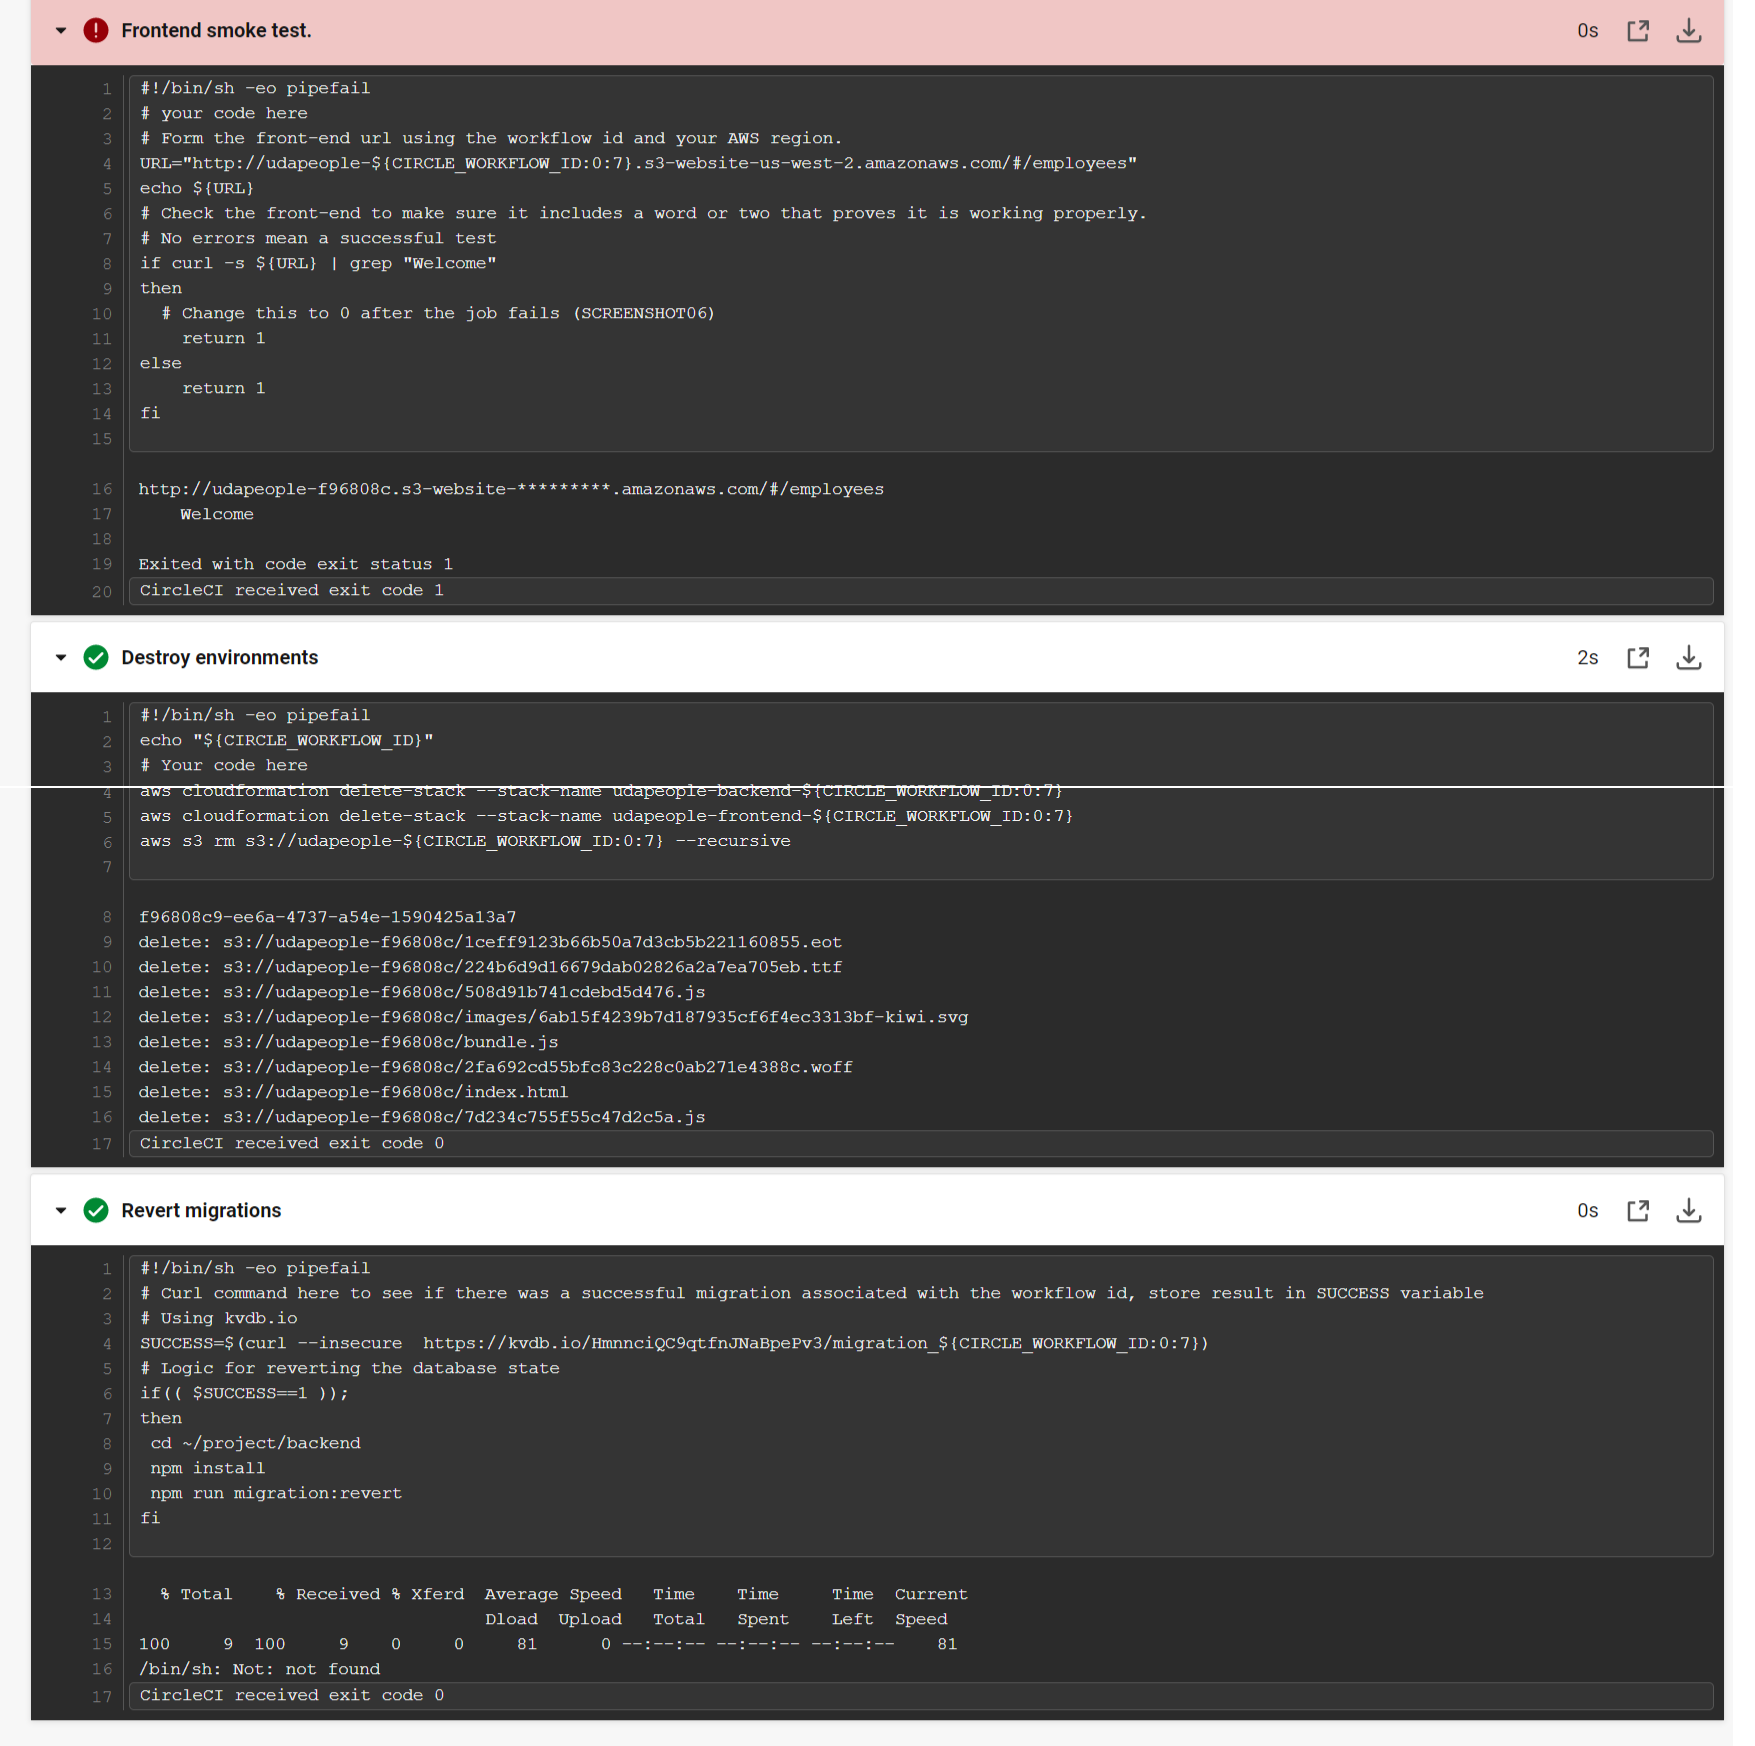 Frontend smoke test.
0s
1 #!/bin/sh -eo pipefail
2 # your code here
3 # Form the front-end url using the workflow id and your AWS region.
4 URL="http://udapeople-${CIRCLE_WORKFLOW_ID:0:7}.s3-website-us-west-2.amazonaws.com/#/employees"
5 echo ${URL}
6 # Check the front-end to make sure it includes a word or two that proves it is working properly.
7 # No errors mean a successful test
8 if curl -s ${URL} | grep "Welcome"
9 then
10   # Change this to 0 after the job fails (SCREENSHOT06)
11     return 1
12 else
13     return 1
14 fi
15
16 http://udapeople-f96808c.s3-website-*********.amazonaws.com/#/employees
17     Welcome
18
19 Exited with code exit status 1
20 CircleCI received exit code 1
Destroy environments
2s
1 #!/bin/sh -eo pipefail
2 echo "${CIRCLE_WORKFLOW_ID}"
3 # Your code here
4 aws cloudformation delete-stack --stack-name udapeople-backend-${CIRCLE_WORKFLOW_ID:0:7}
5 aws cloudformation delete-stack --stack-name udapeople-frontend-${CIRCLE_WORKFLOW_ID:0:7}
6 aws s3 rm s3://udapeople-${CIRCLE_WORKFLOW_ID:0:7} --recursive
7
8 f96808c9-ee6a-4737-a54e-1590425a13a7
9 delete: s3://udapeople-f96808c/1ceff9123b66b50a7d3cb5b221160855.eot
10 delete: s3://udapeople-f96808c/224b6d9d16679dab02826a2a7ea705eb.ttf
11 delete: s3://udapeople-f96808c/508d91b741cdebd5d476.js
12 delete: s3://udapeople-f96808c/images/6ab15f4239b7d187935cf6f4ec3313bf-kiwi.svg
13 delete: s3://udapeople-f96808c/bundle.js
14 delete: s3://udapeople-f96808c/2fa692cd55bfc83c228c0ab271e4388c.woff
15 delete: s3://udapeople-f96808c/index.html
16 delete: s3://udapeople-f96808c/7d234c755f55c47d2c5a.js
17 CircleCI received exit code 0
Revert migrations
0s
1 #!/bin/sh -eo pipefail
2 # Curl command here to see if there was a successful migration associated with the workflow id, store result in SUCCESS variable
3 # Using kvdb.io
4 SUCCESS=$(curl --insecure  https://kvdb.io/HmnnciQC9qtfnJNaBpePv3/migration_${CIRCLE_WORKFLOW_ID:0:7})
5 # Logic for reverting the database state
6 if(( $SUCCESS==1 ));
7 then
8  cd ~/project/backend
9  npm install
10  npm run migration:revert
11 fi
12
13   % Total    % Received % Xferd  Average Speed   Time    Time     Time  Current
14                                  Dload  Upload   Total   Spent    Left  Speed
15 100     9  100     9    0     0     81      0 --:--:-- --:--:-- --:--:--    81
16 /bin/sh: Not: not found
17 CircleCI received exit code 0